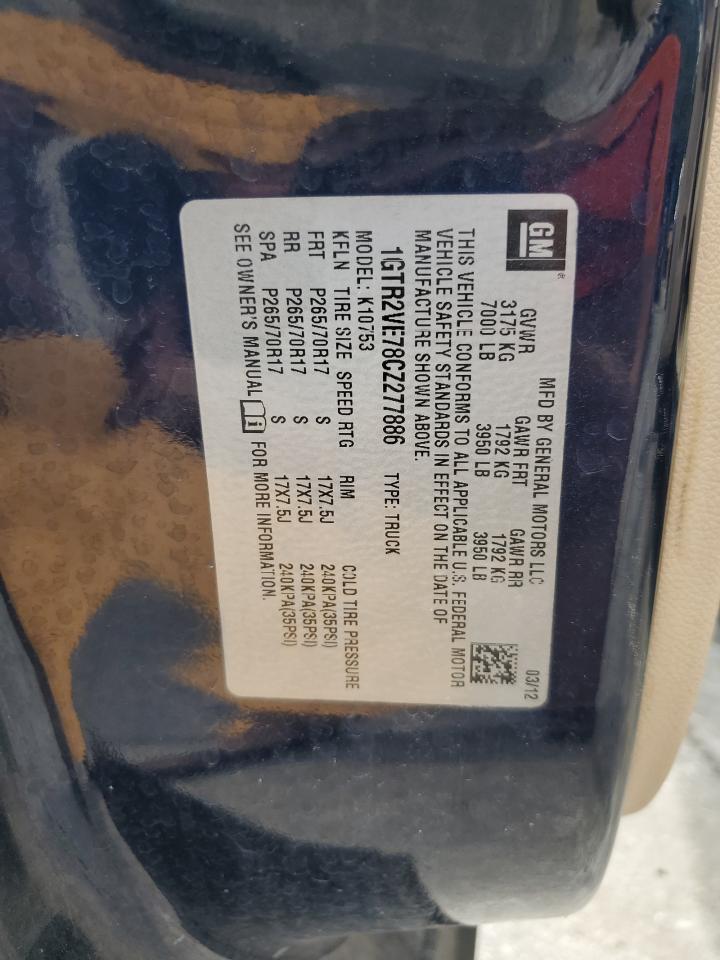 GM
®
MFD BY GENERAL MOTORS LLC 03/12
GVWR GAWR FRT GAWR RR
3175 KG 1792 KG 1792 KG
7000 LB 3950 LB 3950 LB
THIS VEHICLE CONFORMS TO ALL APPLICABLE U.S. FEDERAL MOTOR
VEHICLE SAFETY STANDARDS IN EFFECT ON THE DATE OF
MANUFACTURE SHOWN ABOVE.
1GTR2VE78CZ277886 TYPE: TRUCK
MODEL: K10753
KFLN TIRE SIZE SPEED RTG RIM COLD TIRE PRESSURE
FRT P265/70R17 S 17X7.5J 240KPA(35PSI)
RR P265/70R17 S 17X7.5J 240KPA(35PSI)
SPA P265/70R17 S 17X7.5J 240KPA(35PSI)
SEE OWNER'S MANUAL FOR MORE INFORMATION.